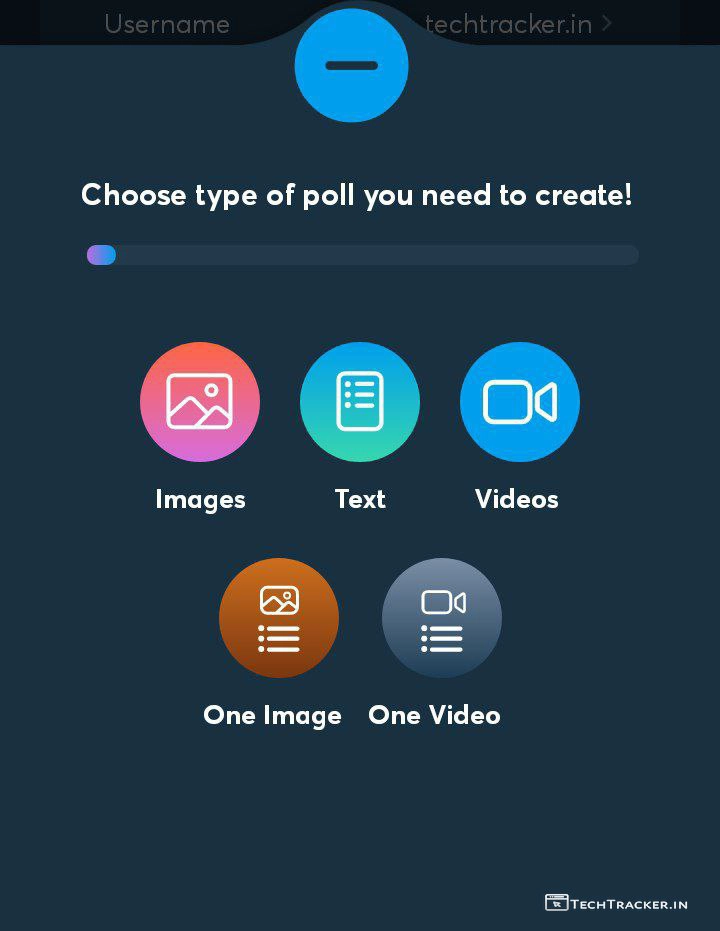 Username techtracker.in
Choose type of poll you need to create!
Images Text Videos
One Image One Video
TECHTRACKER.IN